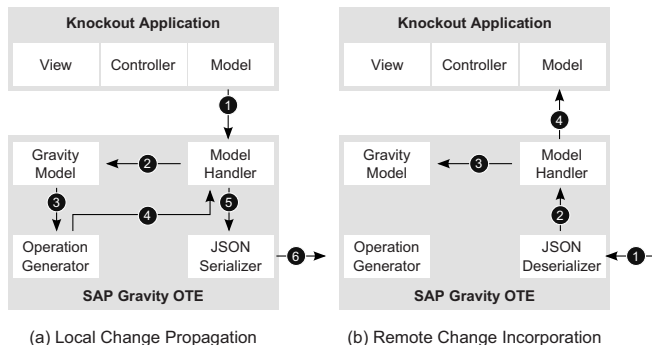 Knockout Application
View
Controller
Model
1
Gravity
Model
2
Model
Handler
3
4
5
Operation
Generator
JSON
Serializer
6
SAP Gravity OTE
(a) Local Change Propagation
Knockout Application
View
Controller
Model
4
Gravity
Model
3
Model
Handler
2
Operation
Generator
JSON
Deserializer
1
SAP Gravity OTE
(b) Remote Change Incorporation